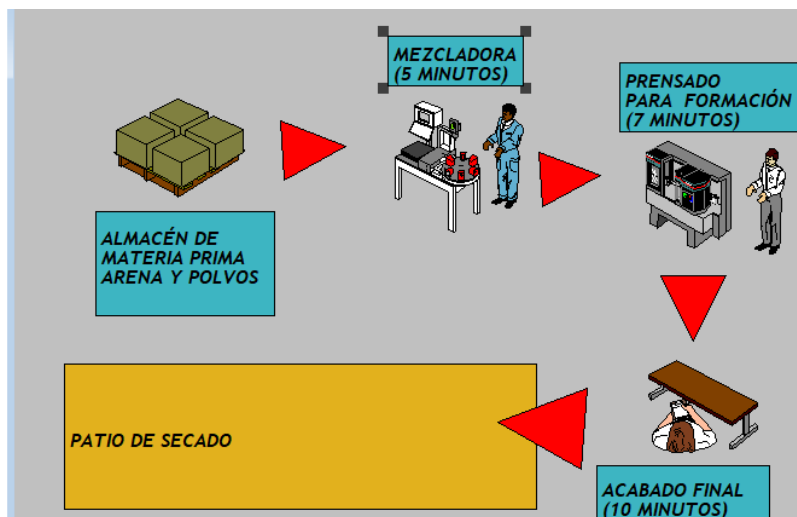 MEZCLADORA
(5 MINUTOS)
PRENSADO
PARA FORMACIÓN
(7 MINUTOS)
ALMACÉN DE
MATERIA PRIMA
ARENA Y POLVOS
PATIO DE SECADO
ACABADO FINAL
(10 MINUTOS)